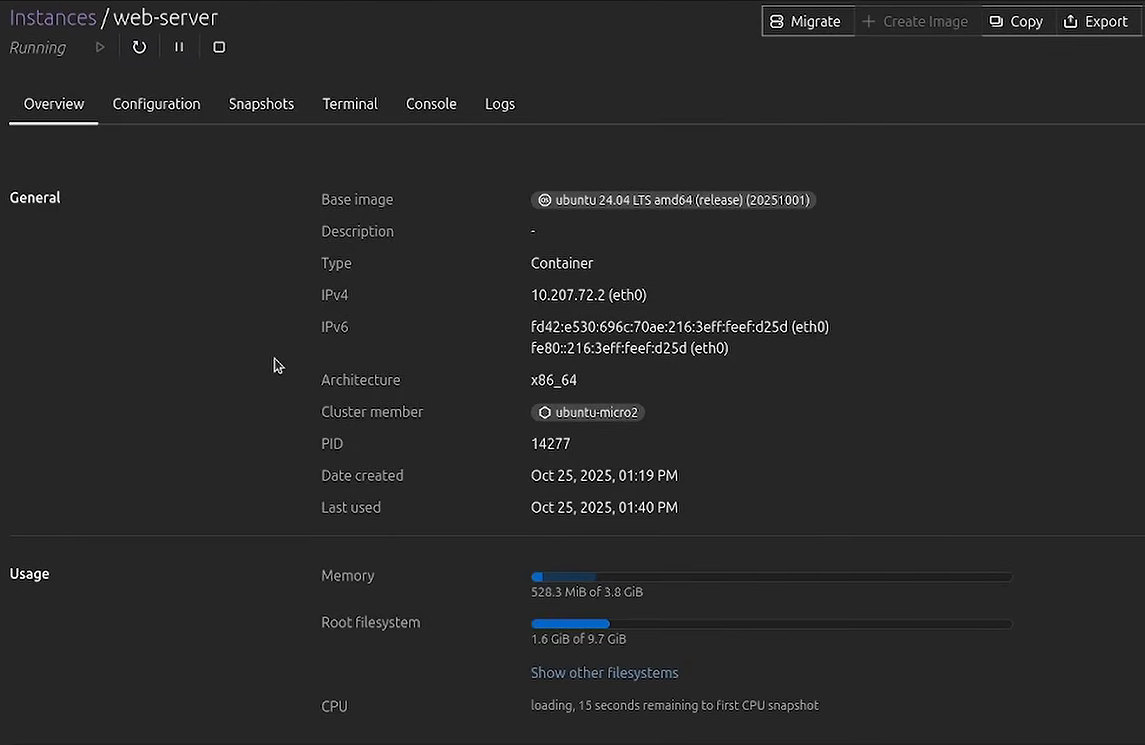 Instances / web-server
Migrate
Create Image
Copy
Export
Running
Overview
Configuration
Snapshots
Terminal
Console
Logs
General
Base image
ubuntu 24.04 LTS amd64 (release) (20251001)
Description
-
Type
Container
IPv4
10.207.72.2 (eth0)
IPv6
fd42:e530:696c:70ae:216:3eff:feef:d25d (eth0)
fe80::216:3eff:feef:d25d (eth0)
Architecture
x86_64
Cluster member
ubuntu-micro2
PID
14277
Date created
Oct 25, 2025, 01:19 PM
Last used
Oct 25, 2025, 01:40 PM
Usage
Memory
528.3 MiB of 3.8 GiB
Root filesystem
1.6 GiB of 9.7 GiB
Show other filesystems
CPU
loading, 15 seconds remaining to first CPU snapshot